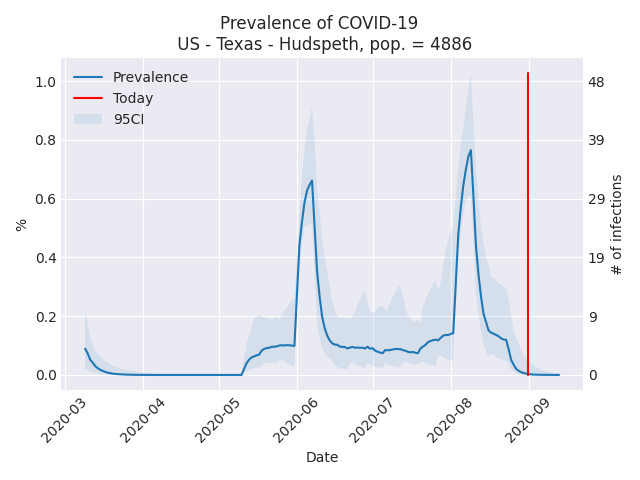 Prevalence of COVID-19
US - Texas - Hudspeth, pop. = 4886
Prevalence
Today
95CI
1.0
0.8
0.6
0.4
0.2
0.0
%
48
39
29
19
9
0
# of infections
2020-03
2020-04
2020-05
2020-06
2020-07
2020-08
2020-09
Date